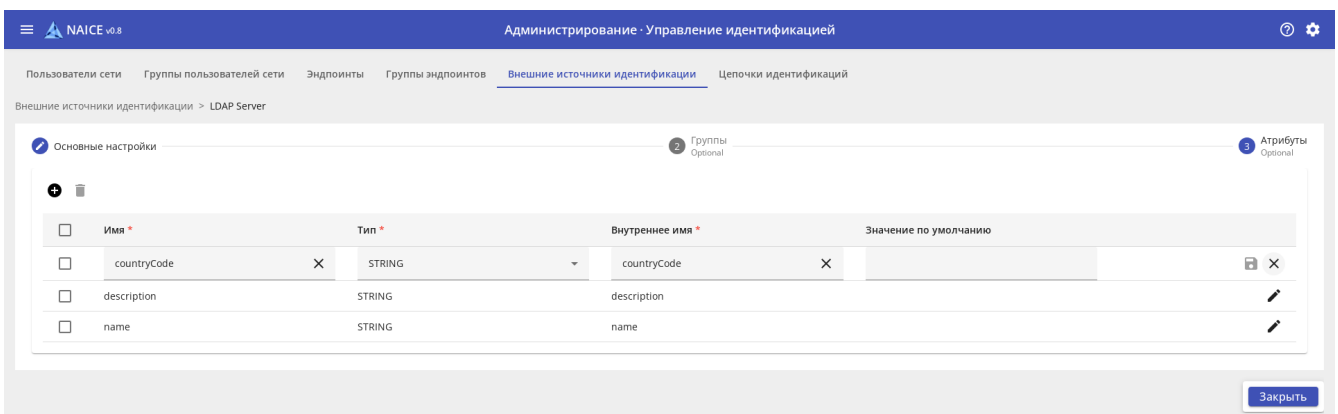 NAICE v0.8
Администрирование · Управление идентификацией
Пользователи сети Группы пользователей сети Эндпоинты Группы эндпоинтов Внешние источники идентификации Цепочки идентификаций
Внешние источники идентификации > LDAP Server
Основные настройки 2 Группы 3 Атрибуты
Optional Optional
Имя * Тип * Внутреннее имя * Значение по умолчанию
countryCode STRING countryCode
description STRING description
name STRING name
Закрыть